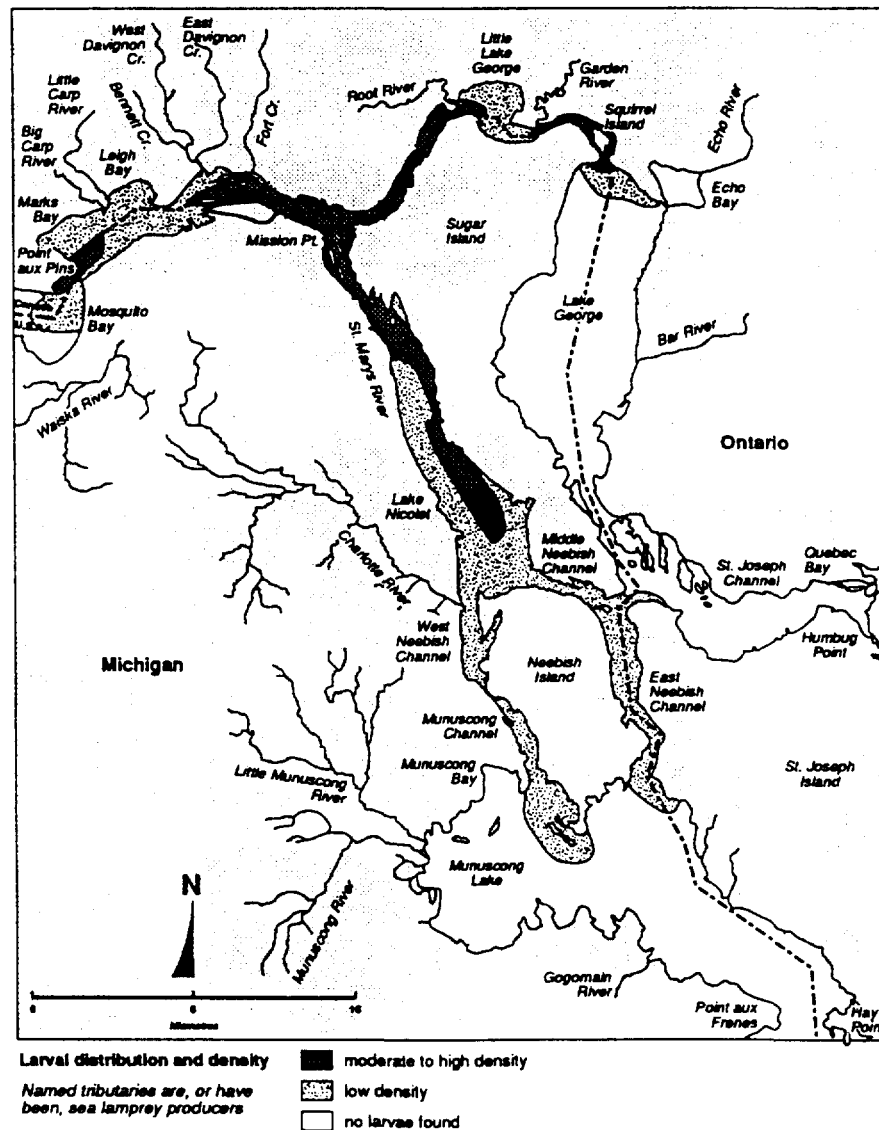 West
Davignon
Cr.
East
Davignon
Cr.
Little
Carp
River
Bennett Cr.
Fort Cr.
Big
Carp
River
Leigh
Bay
Marks
Bay
Point
aux Pins
Mosquito
Bay
Canada
U.S.A.
Mission Pt.
Root River
Little
Lake
George
Garden
River
Squirrel
Island
Echo River
Echo
Bay
Sugar
Island
Lake
George
Bar River
St. Marys River
Waiska River
Ontario
Lake
Nicolet
Charlotte River
Middle
Neebish
Channel
St. Joseph
Channel
Quebec
Bay
Humbug
Point
West
Neebish
Channel
Michigan
Neebish
Island
East
Neebish
Channel
Munuscong
Channel
Munuscong
Bay
Little Munuscong
River
St. Joseph
Island
Munuscong
Lake
N
Munuscong River
Gogomain
River
Point aux
Frenes
Hay
Point
0
16
Kilometres
Larval distribution and density
Named tributaries are, or have
been, sea lamprey producers
moderate to high density
low density
no larvae found